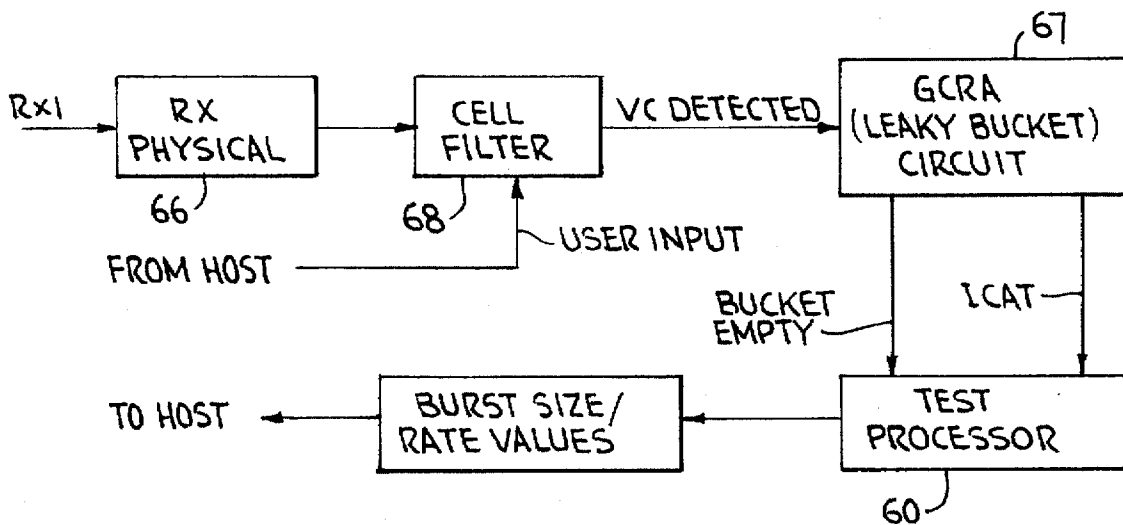 67
Rx1
RX
PHYSICAL
CELL
FILTER
VC DETECTED
GCRA
(LEAKY BUCKET)
CIRCUIT
66
68
USER INPUT
FROM HOST
BUCKET
EMPTY
ICAT
TO HOST
BURST SIZE/
RATE VALUES
TEST
PROCESSOR
60